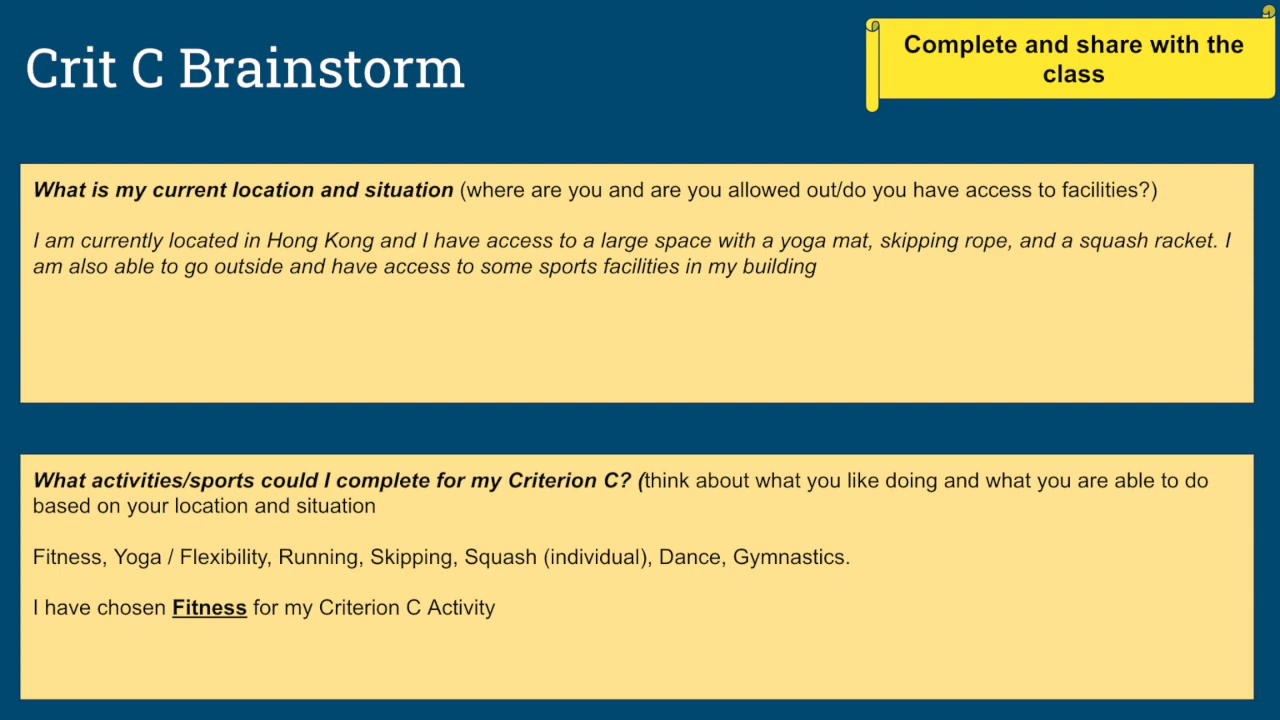 Crit C Brainstorm
Complete and share with the
class
What is my current location and situation (where are you and are you allowed out/do you have access to facilities?)
I am currently located in Hong Kong and I have access to a large space with a yoga mat, skipping rope, and a squash racket. I
am also able to go outside and have access to some sports facilities in my building
What activities/sports could I complete for my Criterion C? (think about what you like doing and what you are able to do
based on your location and situation
Fitness, Yoga / Flexibility, Running, Skipping, Squash (individual), Dance, Gymnastics.
I have chosen Fitness for my Criterion C Activity